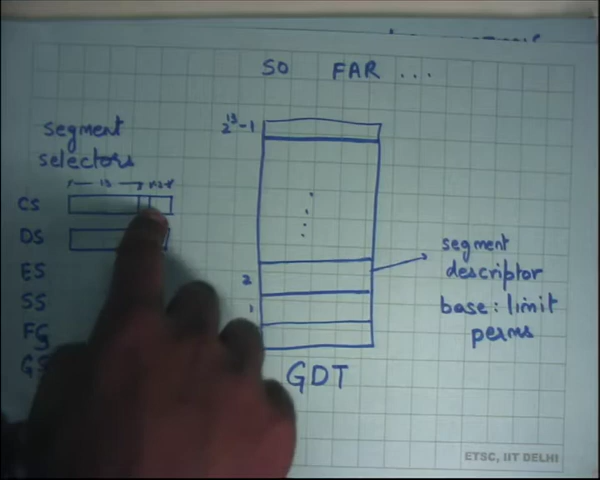 SO FAR ...
segment
selectors
13
CS
DS
ES
SS
FS
2^13-1
2
1
GDT
segment
descriptor
base: limit
perms
ETSC, IIT DELHI